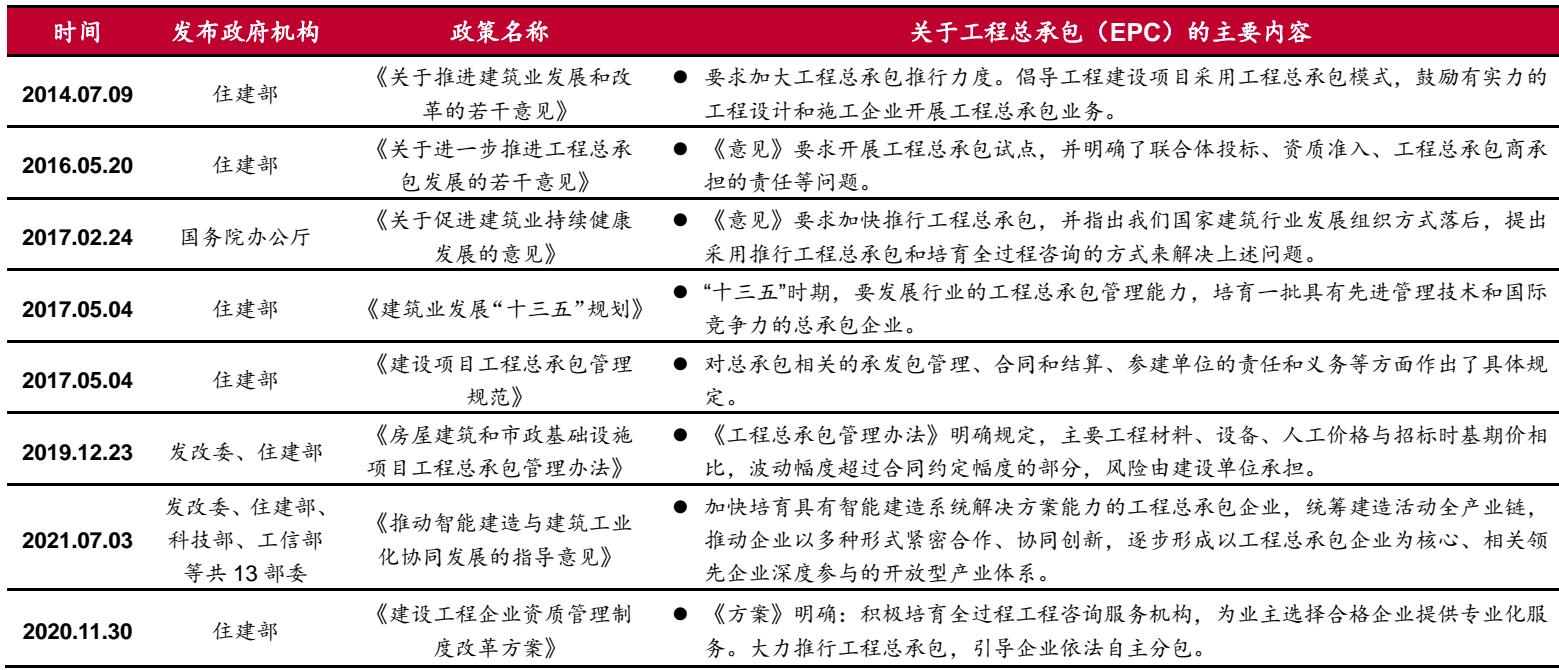 时间 发布政府机构 政策名称 关于工程总承包（EPC）的主要内容
2014.07.09 住建部
《关于推进建筑业发展和改
革的若干意见》
● 要求加大工程总承包推行力度。倡导工程建设项目采用工程总承包模式，鼓励有实力的
工程设计和施工企业开展工程总承包业务。
2016.05.20 住建部
《关于进一步推进工程总承
包发展的若干意见》
● 《意见》要求开展工程总承包试点，并明确了联合体投标、资质准入、工程总承包商承
担的责任等问题。
2017.02.24 国务院办公厅
《关于促进建筑业持续健康
发展的意见》
● 《意见》要求加快推行工程总承包，并指出我们国家建筑行业发展组织方式落后，提出
采用推行工程总承包和培育全过程咨询的方式来解决上述问题。
2017.05.04 住建部
《建筑业发展“十三五”规划》
● “十三五”时期，要发展行业的工程总承包管理能力，培育一批具有先进管理技术和国际
竞争力的总承包企业。
2017.05.04 住建部
《建设项目工程总承包管理
规范》
● 对总承包相关的承发包管理、合同和结算、参建单位的责任和义务等方面作出了具体规
定。
2019.12.23 发改委、住建部
《房屋建筑和市政基础设施
项目工程总承包管理办法》
● 《工程总承包管理办法》明确规定，主要工程材料、设备、人工价格与招标时基期价相
比，波动幅度超过合同约定幅度的部分，风险由建设单位承担。
2021.07.03
发改委、住建部、
科技部、工信部
等共 13 部委
《推动智能建造与建筑工业
化协同发展的指导意见》
● 加快培育具有智能建造系统解决方案能力的工程总承包企业，统筹建造活动全产业链，
推动企业以多种形式紧密合作、协同创新，逐步形成以工程总承包企业为核心、相关领
先企业深度参与的开放型产业体系。
2020.11.30 住建部
《建设工程企业资质管理制
度改革方案》
● 《方案》明确：积极培育全过程工程咨询服务机构，为业主选择合格企业提供专业化服
务。大力推行工程总承包，引导企业依法自主分包。